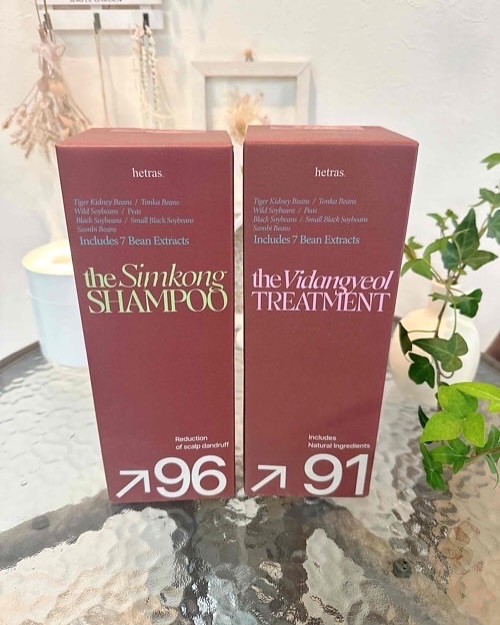 hetras.
Tiger Kidney Beans / Tonka Beans
Wild Soybeans / Peas
Black Soybeans / Small Black Soybeans
Seombi Beans
Includes 7 Bean Extracts
the Simkong
SHAMPOO
Reduction
of scalp dandruff
↗96
hetras.
Tiger Kidney Beans / Tonka Beans
Wild Soybeans / Peas
Black Soybeans / Small Black Soybeans
Seombi Beans
Includes 7 Bean Extracts
the Vidangyeol
TREATMENT
Includes
Natural Ingredients
↗91